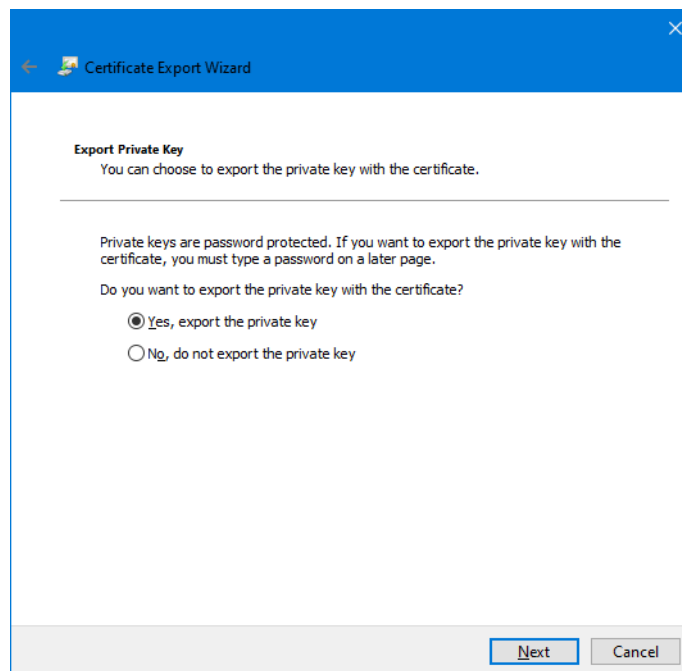 Certificate Export Wizard
Export Private Key
You can choose to export the private key with the certificate.
Private keys are password protected. If you want to export the private key with the
certificate, you must type a password on a later page.
Do you want to export the private key with the certificate?
Yes, export the private key
No, do not export the private key
Next
Cancel